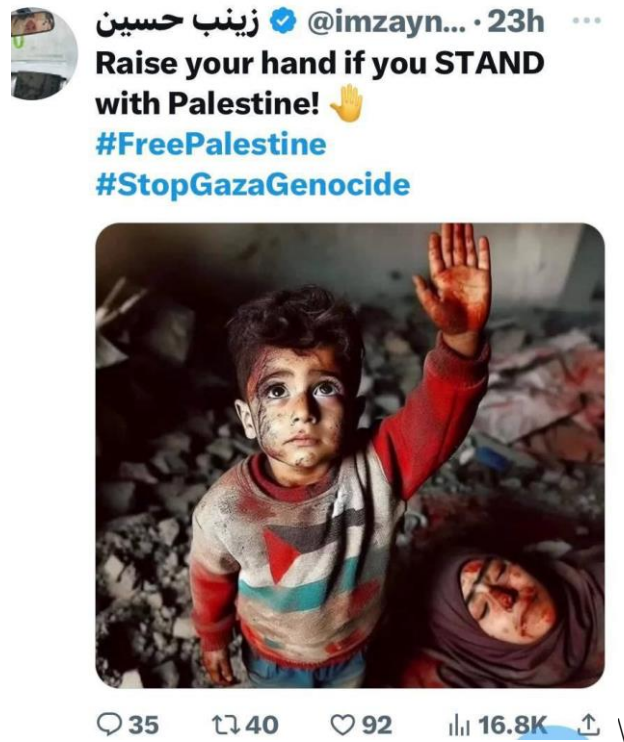 زينب حسين @imzayn... · 23h
Raise your hand if you STAND
with Palestine! 🤚
#FreePalestine
#StopGazaGenocide
35 40 92 16.8K